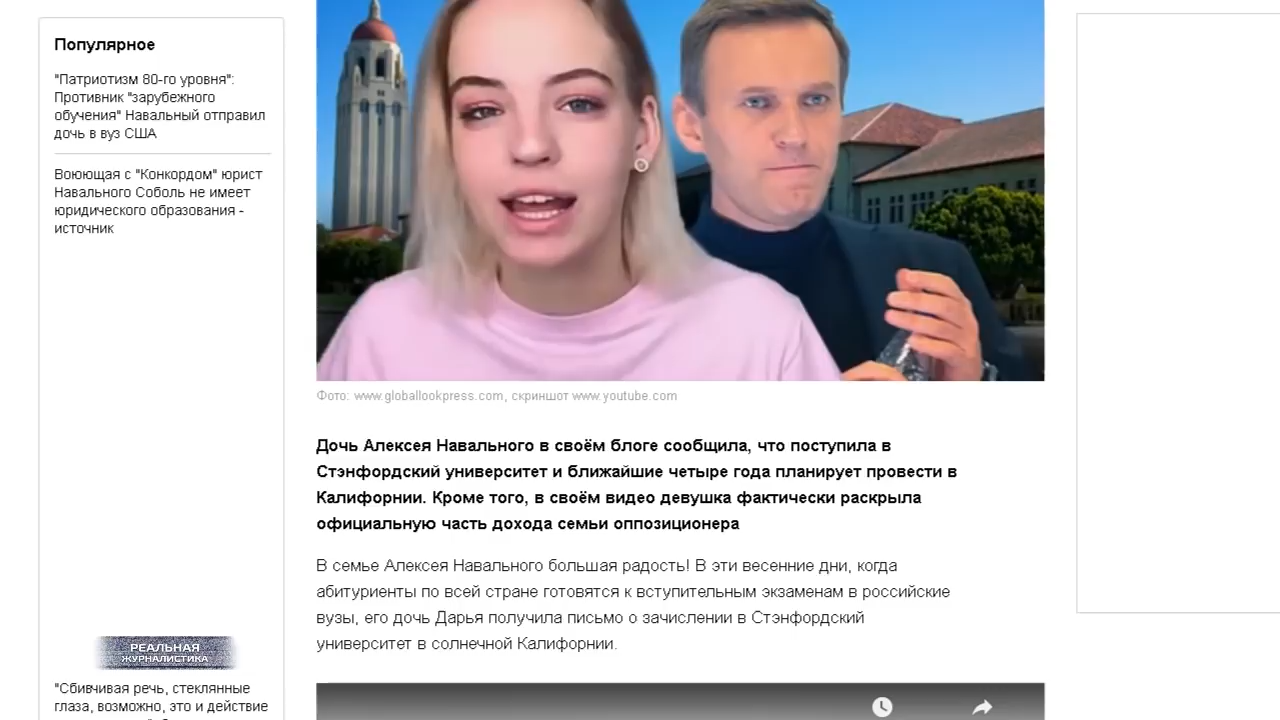 Популярное
"Патриотизм 80-го уровня":
Противник "зарубежного
обучения" Навальный отправил
дочь в вуз США
Воюющая с "Конкордом" юрист
Навального Соболь не имеет
юридического образования -
источник
РЕАЛЬНАЯ
ЖУРНАЛИСТИКА
"Сбивчивая речь, стеклянные
глаза, возможно, это и действие
Фото: www.globallookpress.com, скриншот www.youtube.com
Дочь Алексея Навального в своём блоге сообщила, что поступила в
Стэнфордский университет и ближайшие четыре года планирует провести в
Калифорнии. Кроме того, в своём видео девушка фактически раскрыла
официальную часть дохода семьи оппозиционера
В семье Алексея Навального большая радость! В эти весенние дни, когда
абитуриенты по всей стране готовятся к вступительным экзаменам в российские
вузы, его дочь Дарья получила письмо о зачислении в Стэнфордский
университет в солнечной Калифорнии.